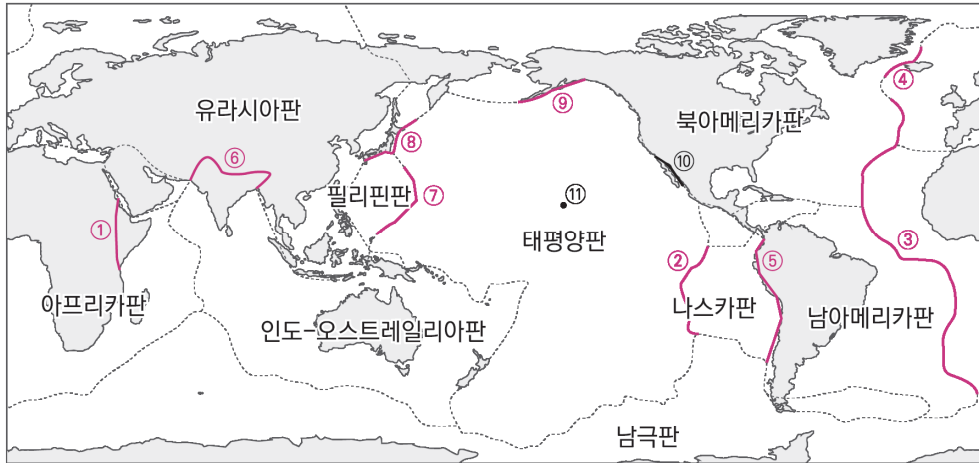 ④
⑨
유라시아판
북아메리카판
⑧
⑥
⑩
필리핀판
⑦
⑪
①
태평양판
②
⑤
③
아프리카판
나스카판
남아메리카판
인도-오스트레일리아판
남극판